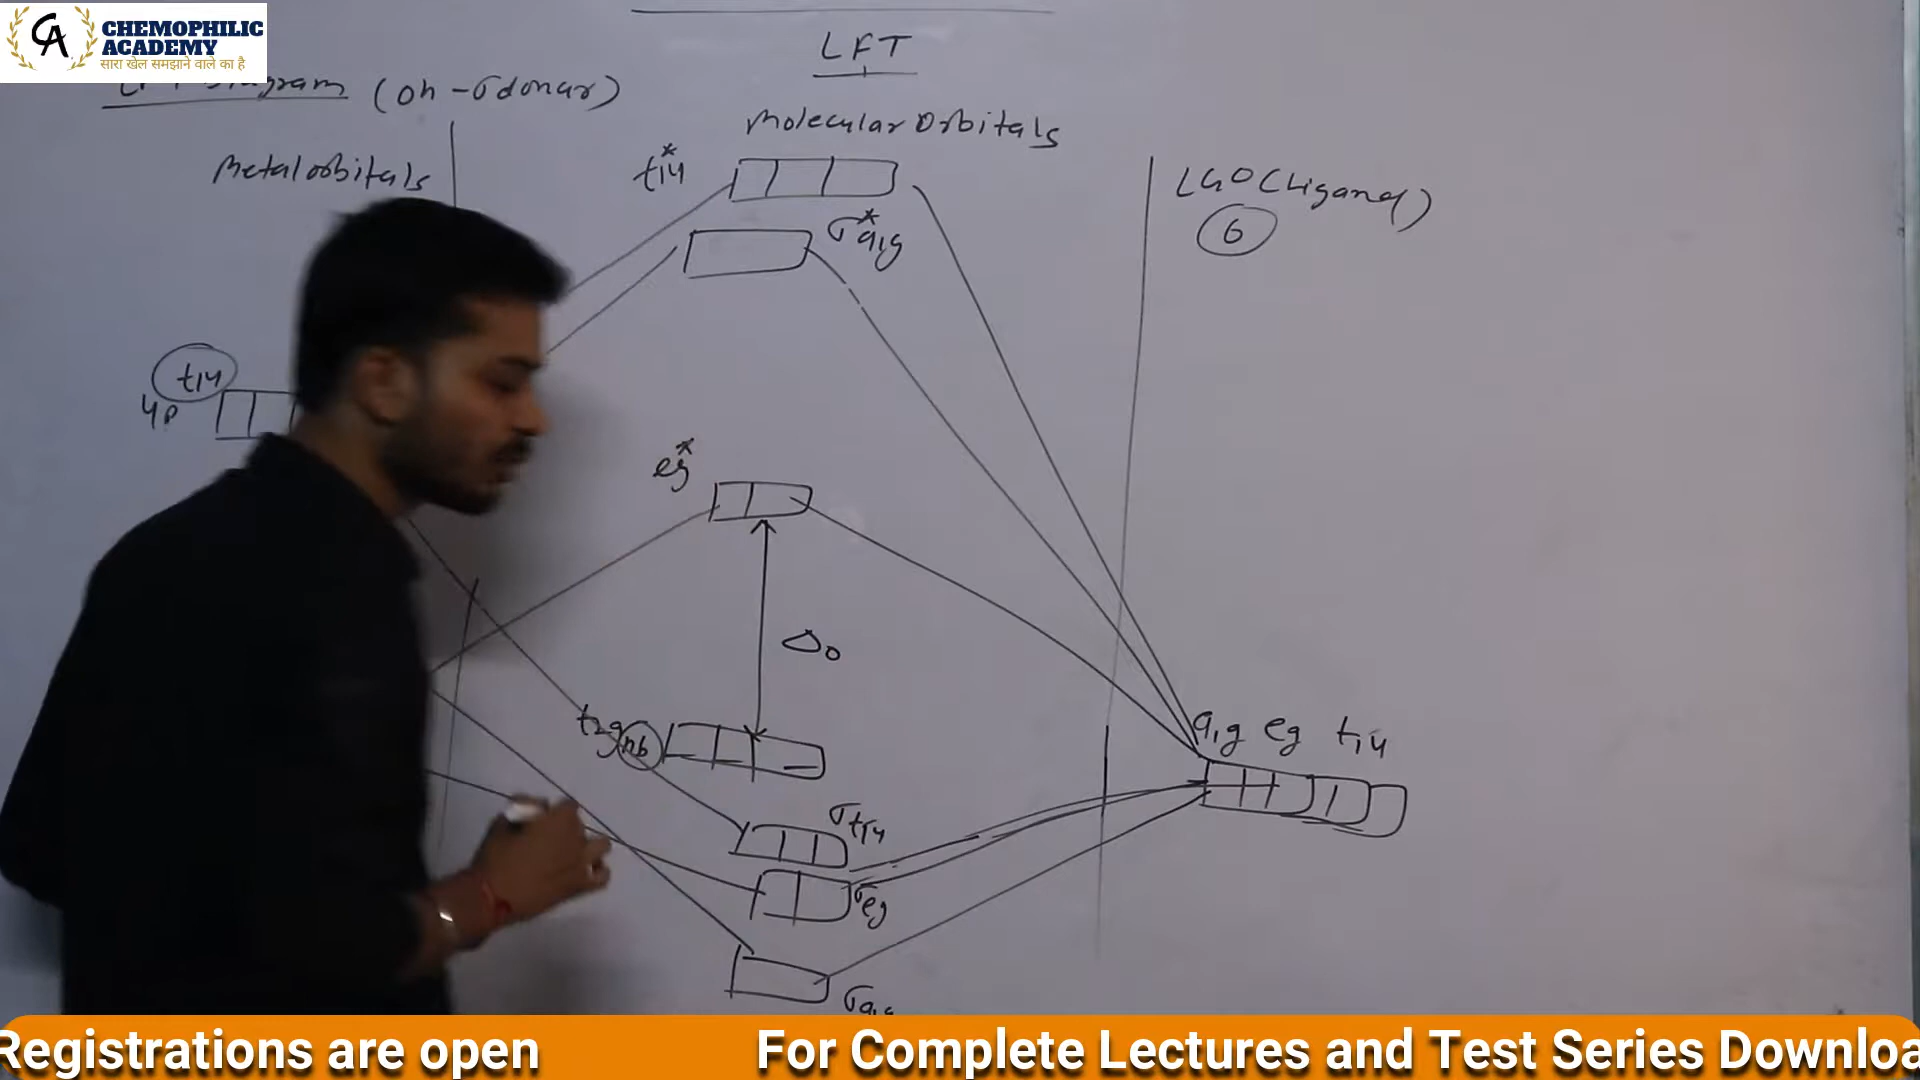 CHEMOPHILIC
ACADEMY
सारा खेल समझाने वाले का है
LFT
(Oh - σ donar)
Molecular Orbitals
Metal orbitals
t1u*
LGO (Ligand)
6
σ*a1g
t1u
4p
eg*
Δo
t2g nb
a1g eg t1u
σt1u
σeg
σa1g
Registrations are open
For Complete Lectures and Test Series Downloa